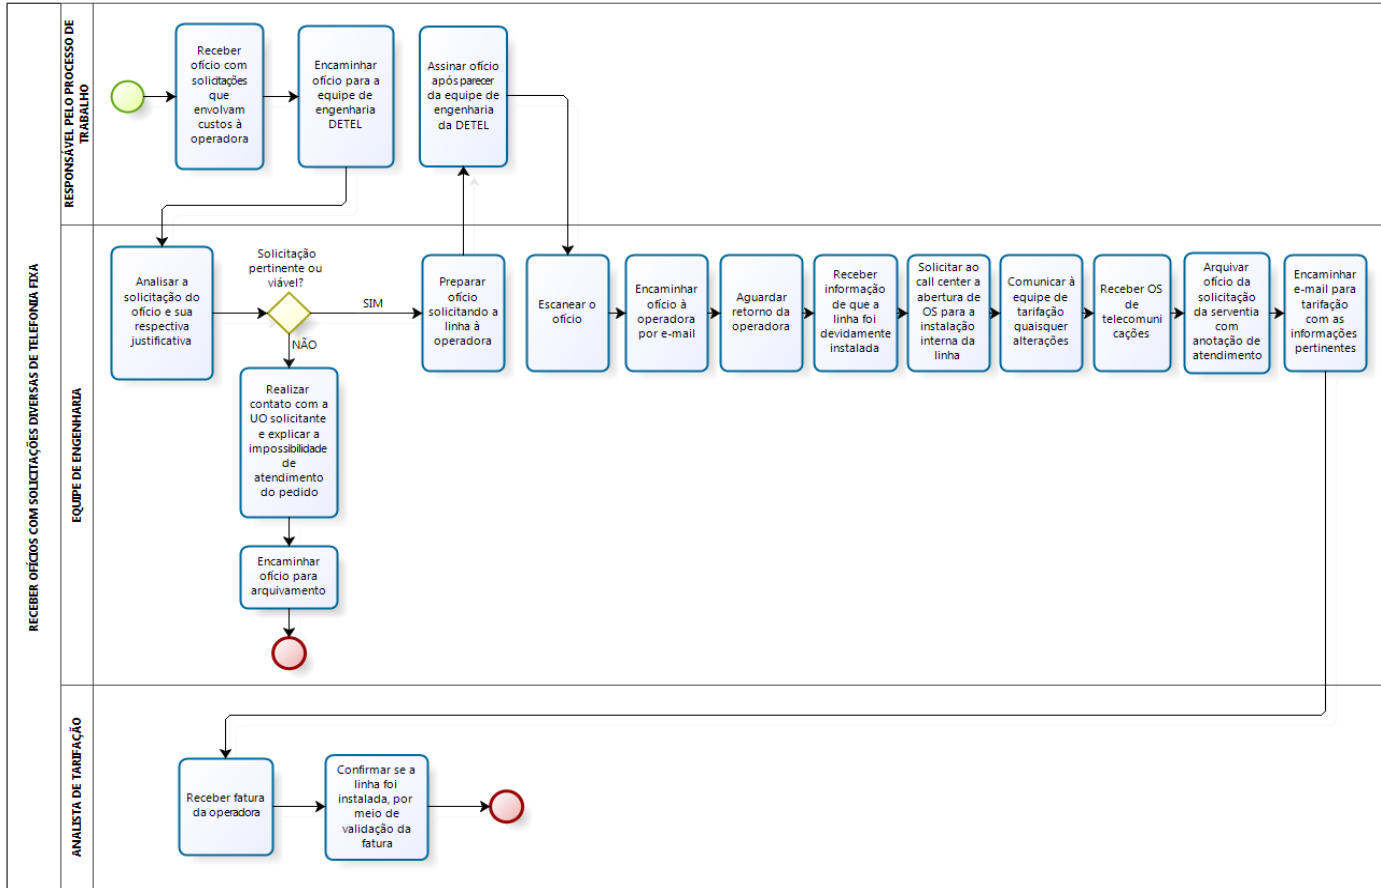 RECEBER OFÍCIOS COM SOLICITAÇÕES DIVERSAS DE TELEFONIA FIXA
RESPONSÁVEL PELO PROCESSO DE
TRABALHO
Receber
ofício com
solicitações
que
envolvam
custos à
operadora
Encaminhar
ofício para a
equipe de
engenharia
DETEL
Assinar ofício
após parecer
da equipe de
engenharia
da DETEL
EQUIPE DE ENGENHARIA
Analisar a
solicitação do
ofício e sua
respectiva
justificativa
Solicitação
pertinente ou
viável?
SIM
NÃO
Preparar
ofício
solicitando a
linha à
operadora
Escanear o
ofício
Encaminhar
ofício à
operadora
por e-mail
Aguardar
retorno da
operadora
Receber
informação
de que a
linha foi
devidamente
instalada
Solicitar ao
call center a
abertura de
OS para a
instalação
interna da
linha
Comunicar à
equipe de
tarifação
quaisquer
alterações
Receber OS
de
telecomuni
cações
Arquivar
ofício da
solicitação
da serventia
com
anotação de
atendimento
Encaminhar
e-mail para
tarifação
com as
informações
pertinentes
Realizar
contato com a
UO solicitante
e explicar a
impossibilidade
de
atendimento
do pedido
Encaminhar
ofício para
arquivamento
ANALISTA DE TARIFAÇÃO
Receber fatura
da operadora
Confirmar se a
linha foi
instalada, por
meio de
validação da
fatura